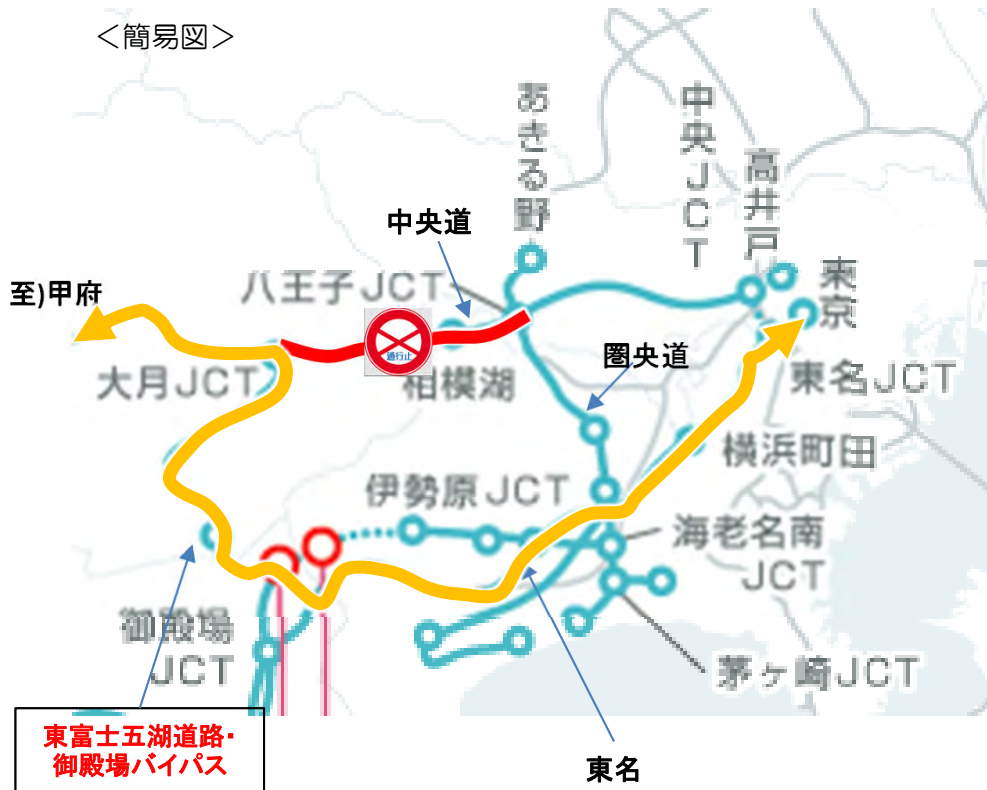 ＜簡易図＞
あきる野
中央JCT
高井戸
中央道
東京
八王子JCT
至)甲府
通行止
圏央道
大月JCT
相模湖
東名JCT
横浜町田
伊勢原JCT
海老名南
JCT
御殿場
JCT
茅ヶ崎JCT
東富士五湖道路・
御殿場バイパス
東名